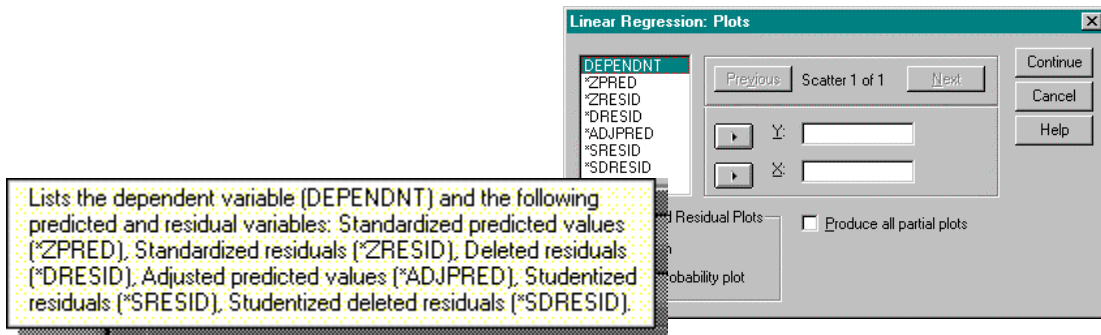 Linear Regression: Plots
DEPENDNT
*ZPRED
*ZRESID
*DRESID
*ADJPRED
*SRESID
*SDRESID
Previous Scatter 1 of 1 Next
Y:
X:
Continue
Cancel
Help
Residual Plots
Produce all partial plots
plot
Lists the dependent variable (DEPENDNT) and the following
predicted and residual variables: Standardized predicted values
(*ZPRED), Standardized residuals (*ZRESID), Deleted residuals
(*DRESID), Adjusted predicted values (*ADJPRED), Studentized
residuals (*SRESID), Studentized deleted residuals (*SDRESID).